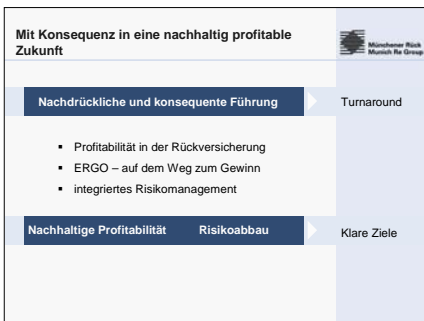 Mit Konsequenz in eine nachhaltig profitable
Zukunft
Münchener Rück
Munich Re Group
Nachdrückliche und konsequente Führung
Turnaround
▪ Profitabilität in der Rückversicherung
▪ ERGO – auf dem Weg zum Gewinn
▪ integriertes Risikomanagement
Nachhaltige Profitabilität Risikoabbau
Klare Ziele